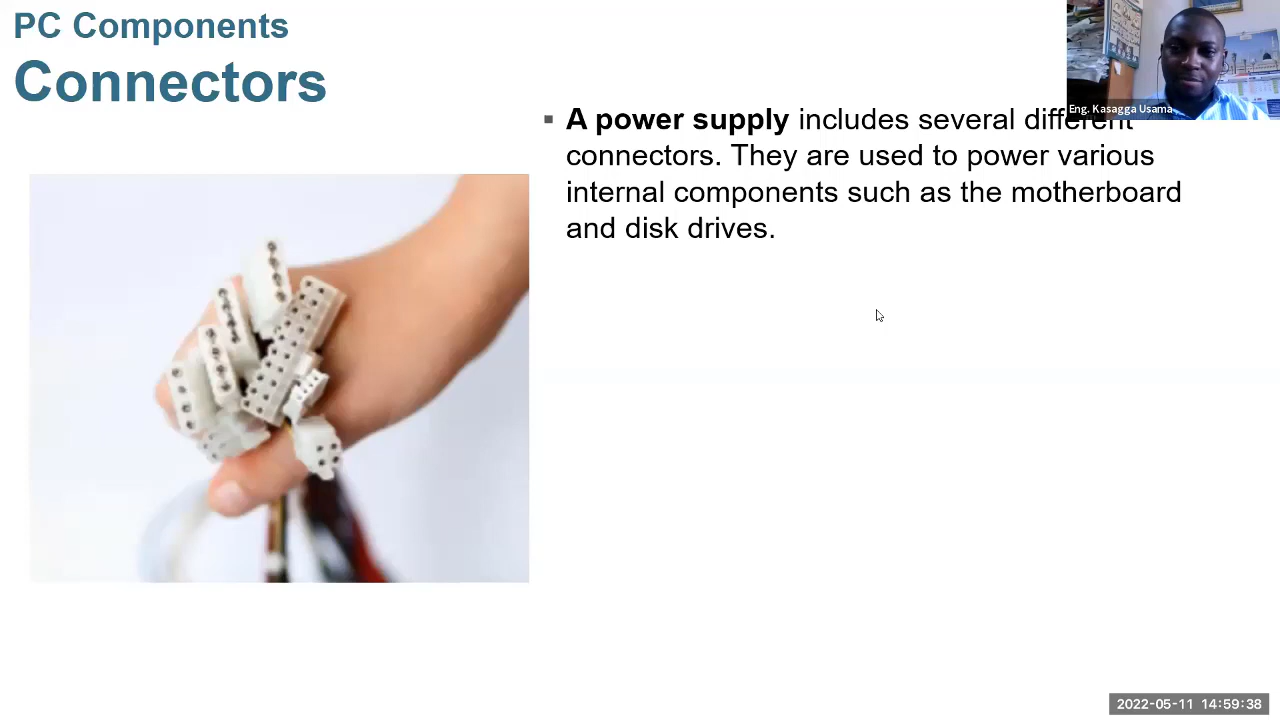 PC Components
Connectors
Eng. Kasagga Usama
▪ A power supply includes several different
connectors. They are used to power various
internal components such as the motherboard
and disk drives.
2022-05-11 14:59:38